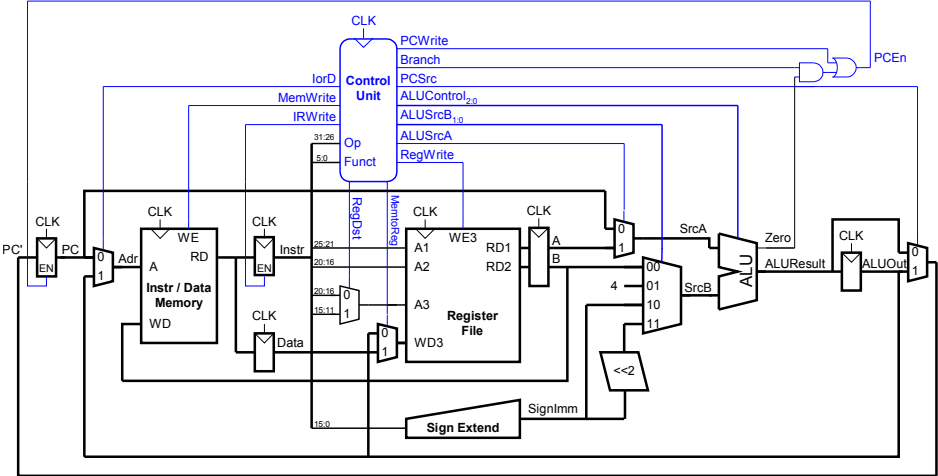 CLK
PCWrite
Branch
PCEn
IorD
Control
Unit
PCSrc
MemWrite
ALUControl2:0
IRWrite
ALUSrcB1:0
31:26
Op
ALUSrcA
5:0
Funct
RegWrite
RegDst
MemtoReg
CLK
CLK
CLK
CLK
CLK
CLK
PC'
PC
EN
0
1
Adr
WE
A
RD
Instr / Data
Memory
WD
EN
Instr
CLK
Data
25:21
20:16
20:16
15:11
0
1
0
1
A1
A2
A3
WD3
WE3
RD1
RD2
Register
File
A
B
0
1
SrcA
4
00
01
10
11
SrcB
ALU
Zero
ALUResult
ALUOut
0
1
<<2
SignImm
15:0
Sign Extend